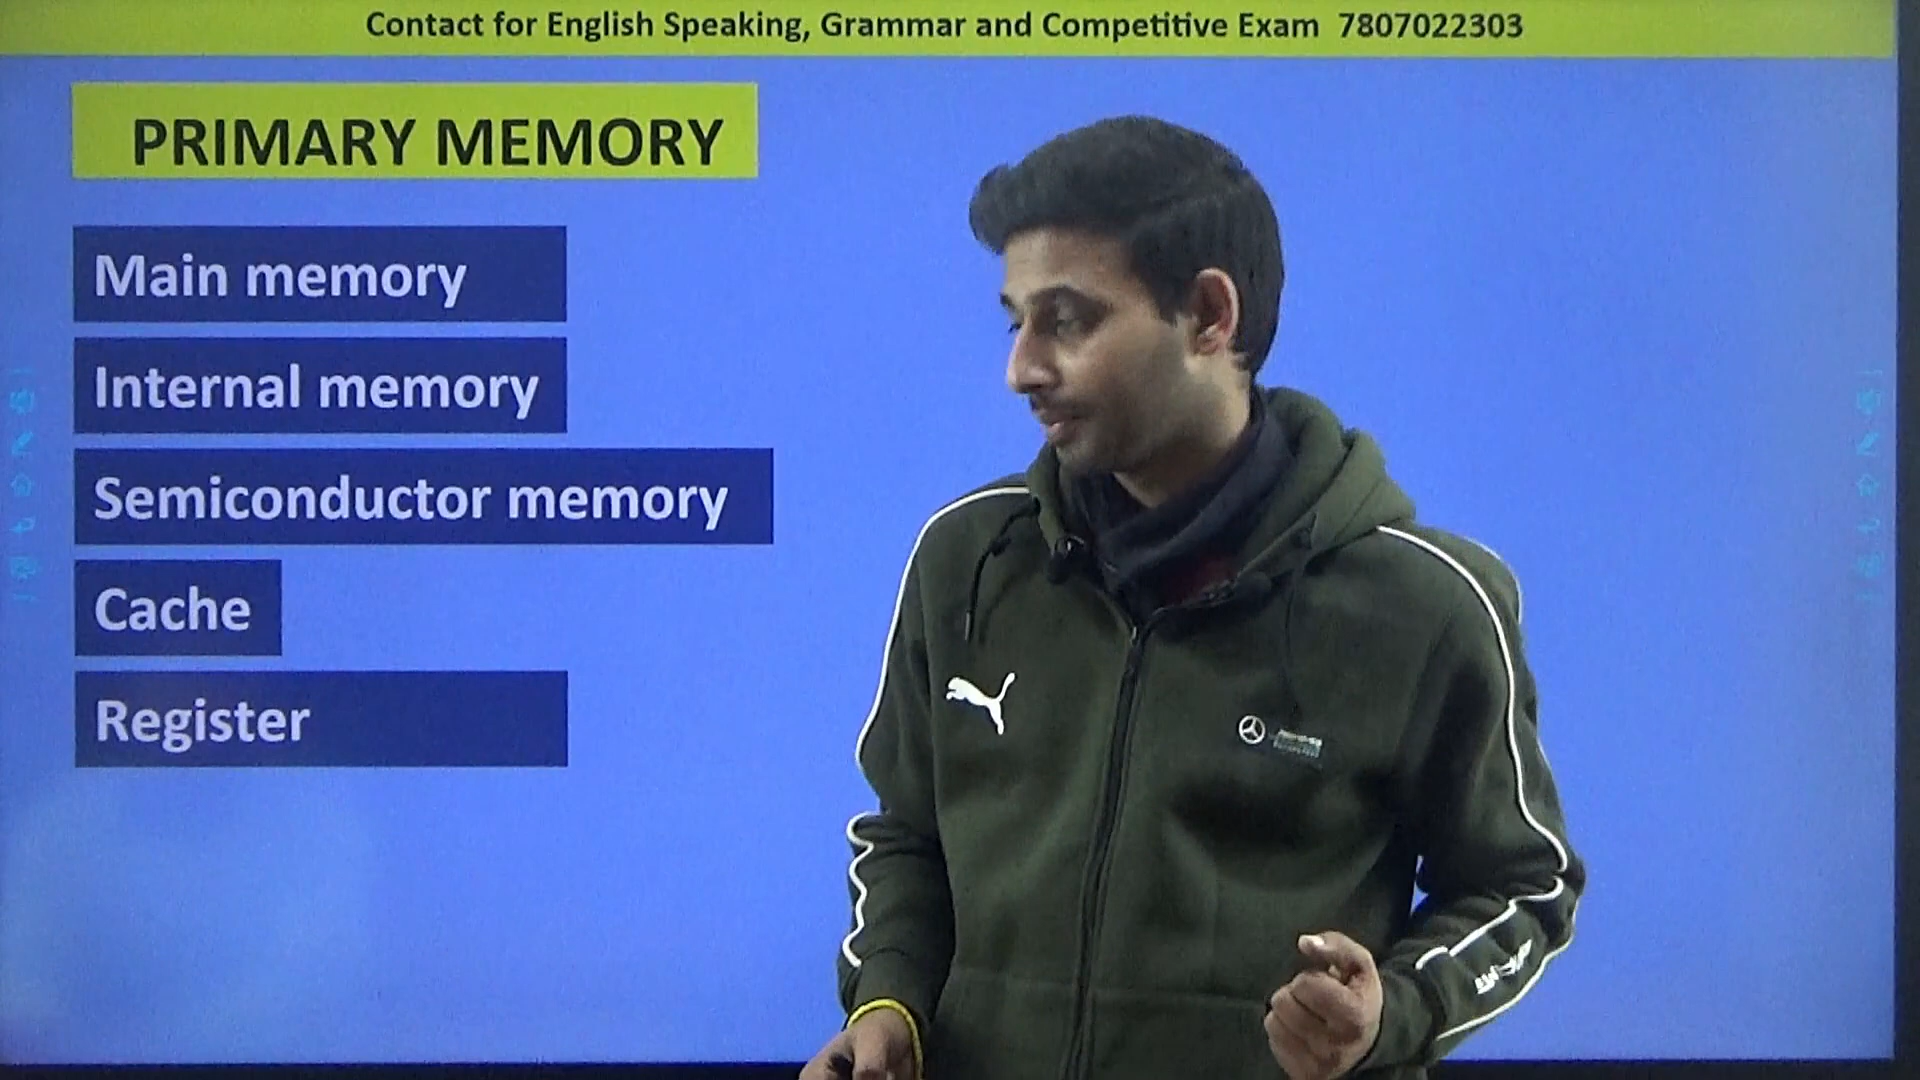 Contact for English Speaking, Grammar and Competitive Exam 7807022303
PRIMARY MEMORY
Main memory
Internal memory
Semiconductor memory
Cache
Register